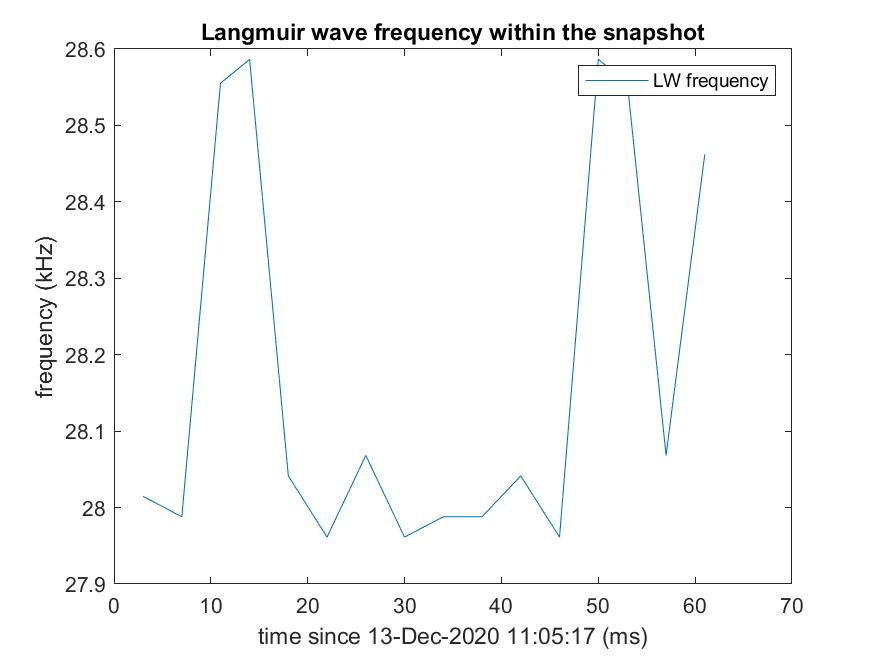 Langmuir wave frequency within the snapshot
28.6
28.5
28.4
28.3
28.2
28.1
28
27.9
frequency (kHz)
LW frequency
0 10 20 30 40 50 60 70
time since 13-Dec-2020 11:05:17 (ms)